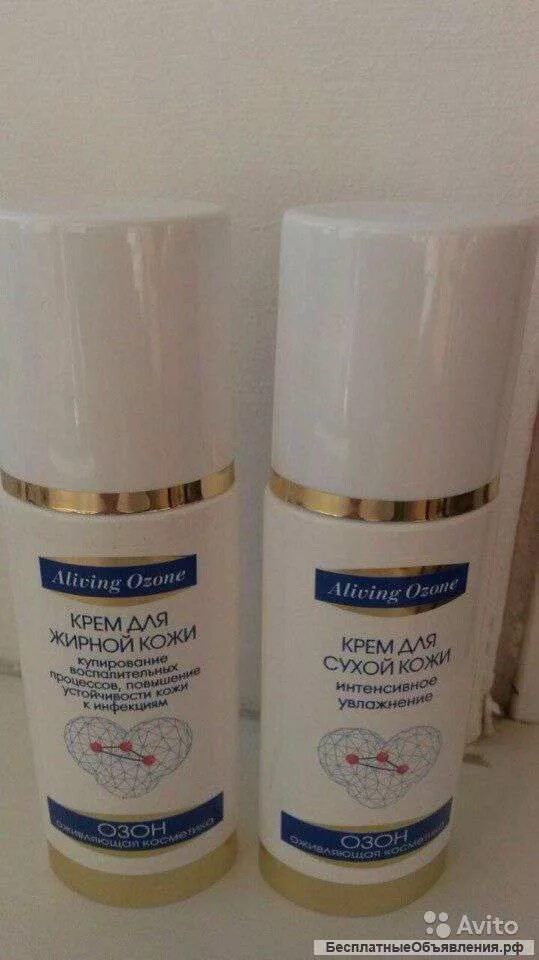 Aliving Ozone
КРЕМ ДЛЯ
ЖИРНОЙ КОЖИ
купирование
воспалительных
процессов, повышение
устойчивости кожи
к инфекциям
ОЗОН
оживляющая косметика
Aliving Ozone
КРЕМ ДЛЯ
СУХОЙ КОЖИ
интенсивное
увлажнение
ОЗОН
оживляющая косметика
Avito
БесплатныеОбъявления.рф